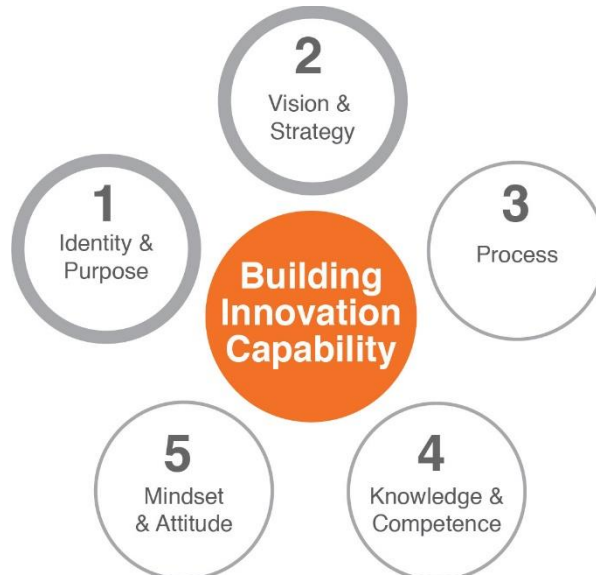 2
Vision &
Strategy
1
Identity &
Purpose
3
Process
Building
Innovation
Capability
5
Mindset
& Attitude
4
Knowledge &
Competence